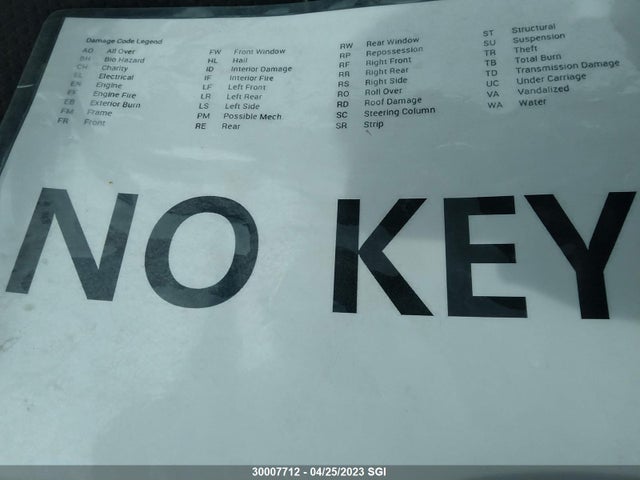 Damage Code Legend
AO All Over
BH Bio Hazard
CH Charity
EL Electrical
EN Engine
EF Engine Fire
EB Exterior Burn
FM Frame
FR Front
FW Front Window
HL Hail
ID Interior Damage
IF Interior Fire
LF Left Front
LR Left Rear
LS Left Side
PM Possible Mech.
RE Rear
RW Rear Window
RP Repossession
RF Right Front
RR Right Rear
RS Right Side
RO Roll Over
RD Roof Damage
SC Steering Column
SR Strip
ST Structural
SU Suspension
TR Theft
TB Total Burn
TD Transmission Damage
UC Under Carriage
VA Vandalized
WA Water
NO KEY
30007712 - 04/25/2023 SGI